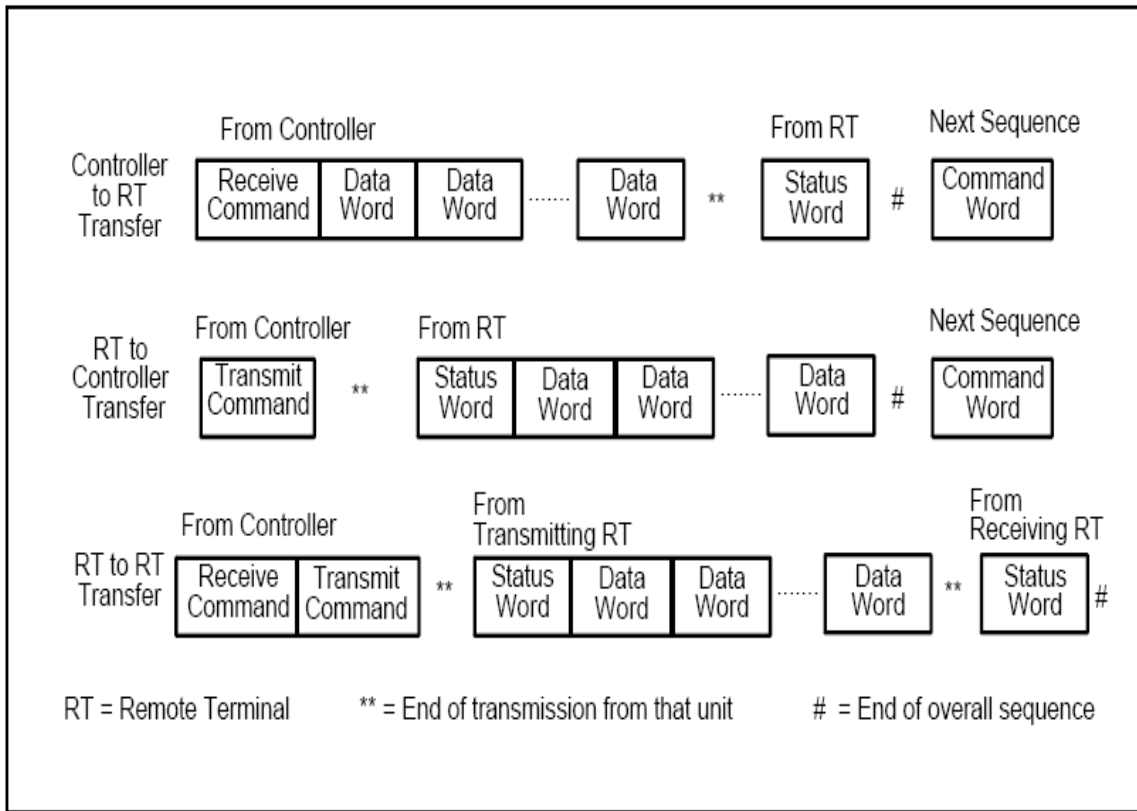 From Controller
From RT
Next Sequence
Controller
to RT
Transfer
Receive
Command
Data
Word
Data
Word
.......
Data
Word
**
Status
Word
#
Command
Word
From Controller
From RT
Next Sequence
RT to
Controller
Transfer
Transmit
Command
**
Status
Word
Data
Word
Data
Word
.......
Data
Word
#
Command
Word
From Controller
From
Transmitting RT
From
Receiving RT
RT to RT
Transfer
Receive
Command
Transmit
Command
**
Status
Word
Data
Word
Data
Word
.......
Data
Word
**
Status
Word
#
RT = Remote Terminal
** = End of transmission from that unit
# = End of overall sequence